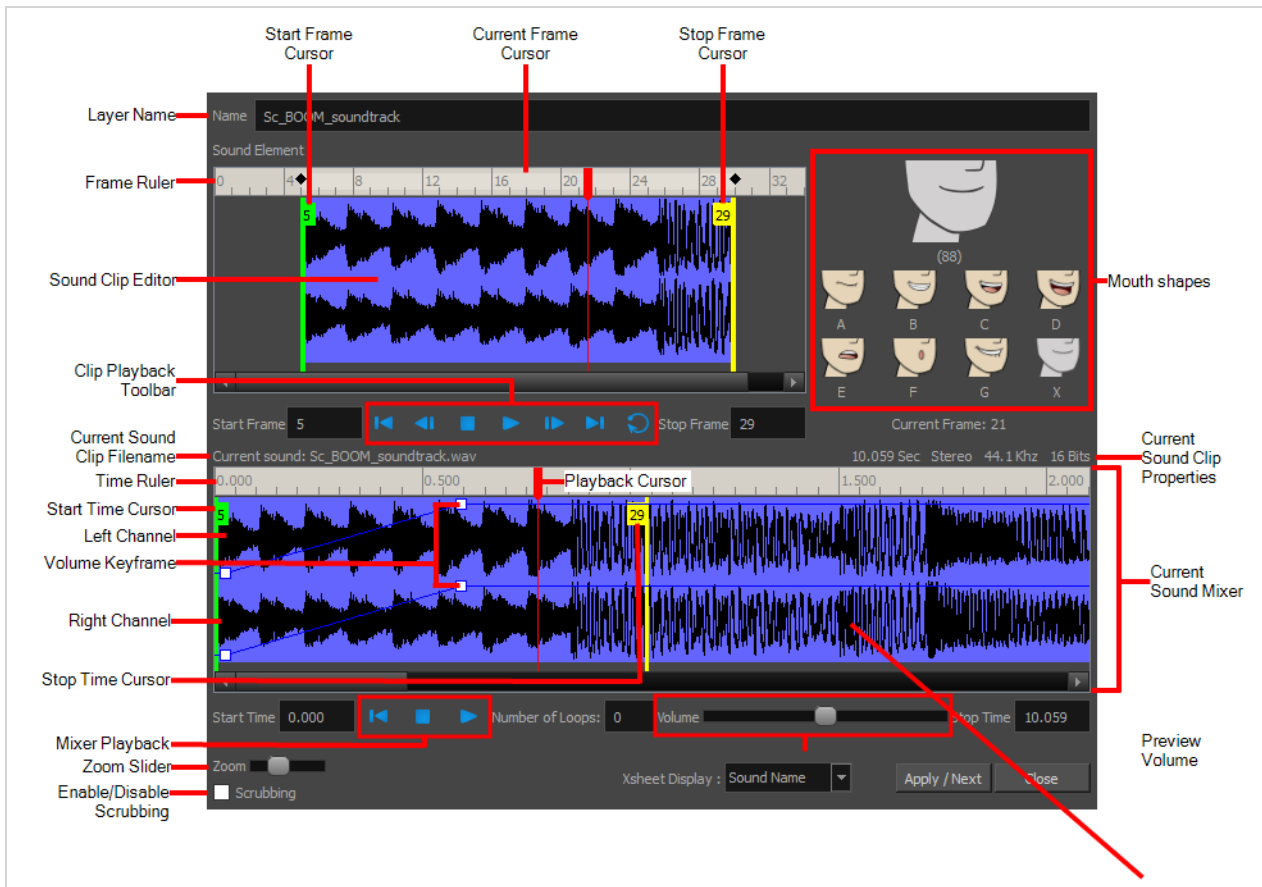 Start Frame
Cursor
Current Frame
Cursor
Stop Frame
Cursor
Layer Name
Name Sc_BOOM_soundtrack
Sound Element
Frame Ruler
0 4 8 12 16 20 24 28 32
5
29
Sound Clip Editor
(88)
Mouth shapes
A B C D
E F G X
Clip Playback
Toolbar
Start Frame 5
Stop Frame 29
Current Frame: 21
Current Sound
Clip Filename
Current sound: Sc_BOOM_soundtrack.wav
10.059 Sec Stereo 44.1 Khz 16 Bits
Current
Sound Clip
Properties
Time Ruler
0.000 0.500 1.500 2.000
Playback Cursor
Start Time Cursor
5
29
Left Channel
Volume Keyframe
Right Channel
Current
Sound Mixer
Stop Time Cursor
Start Time 0.000
Number of Loops: 0
Volume
Stop Time 10.059
Mixer Playback
Preview
Volume
Zoom Slider
Zoom
Xsheet Display : Sound Name
Apply / Next
Close
Enable/Disable
Scrubbing
Scrubbing